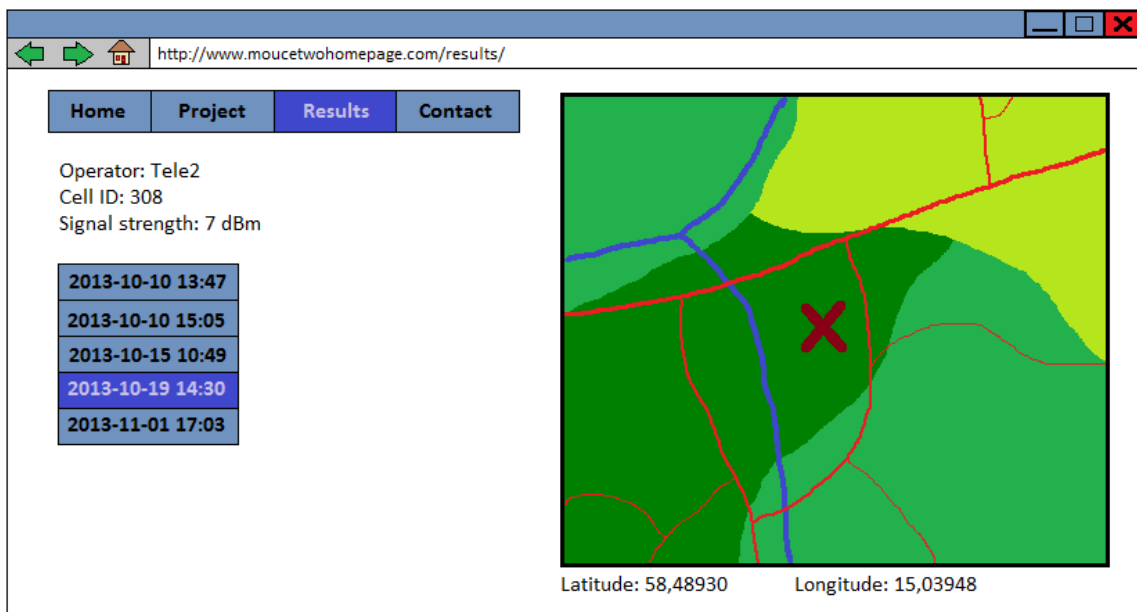 http://www.moucetwohomepage.com/results/
Home Project Results Contact
Operator: Tele2
Cell ID: 308
Signal strength: 7 dBm
2013-10-10 13:47
2013-10-10 15:05
2013-10-15 10:49
2013-10-19 14:30
2013-11-01 17:03
Latitude: 58,48930 Longitude: 15,03948